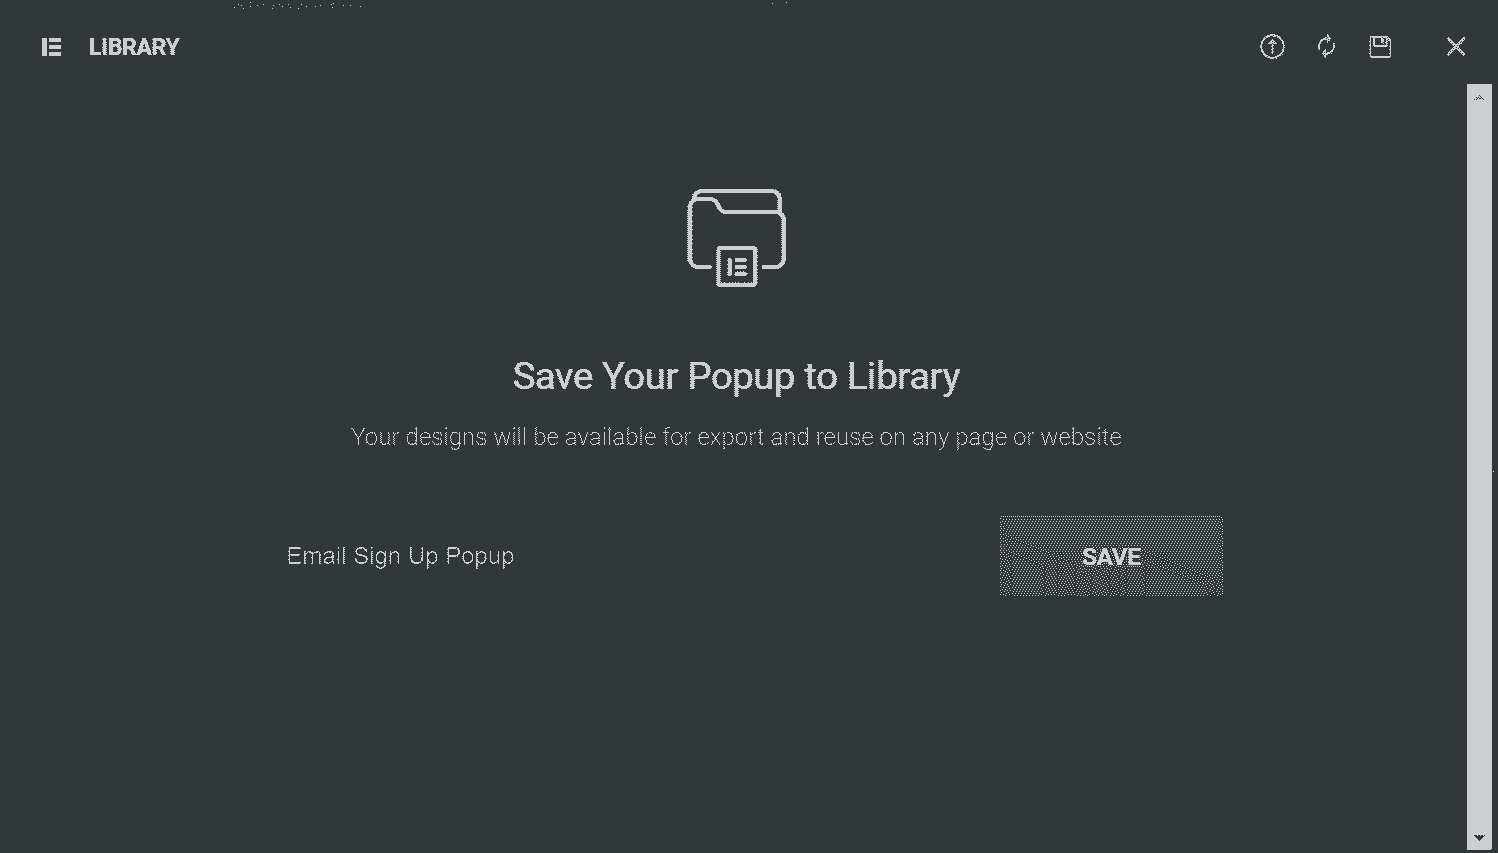 LIBRARY
Save Your Popup to Library
Your designs will be available for export and reuse on any page or website
Email Sign Up Popup
SAVE